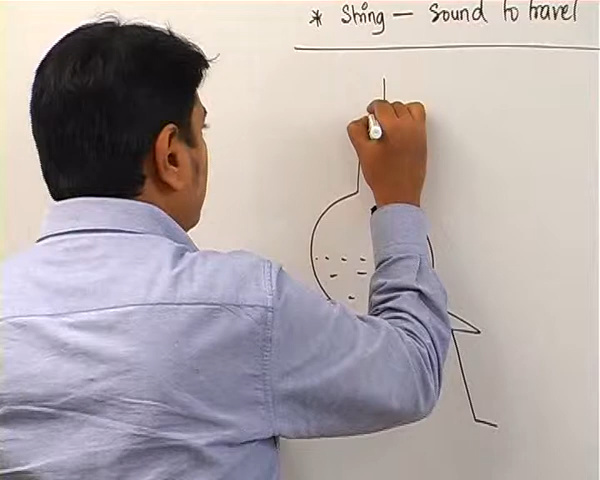 * String — Sound to travel